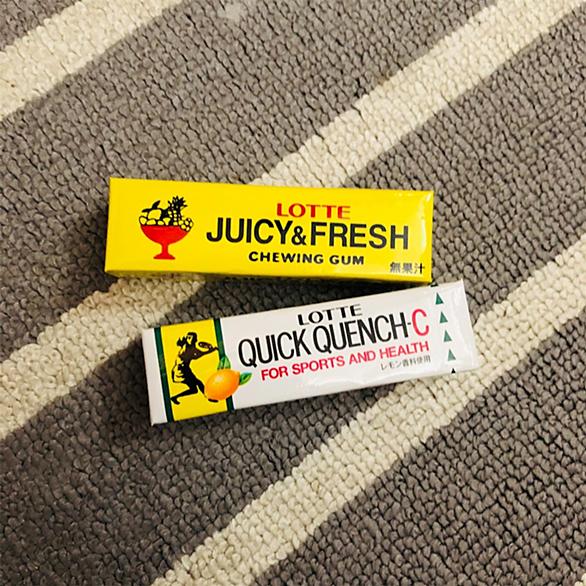 LOTTE
JUICY&FRESH
CHEWING GUM
無果汁
LOTTE
QUICK QUENCH-C
FOR SPORTS AND HEALTH
レモン香料使用